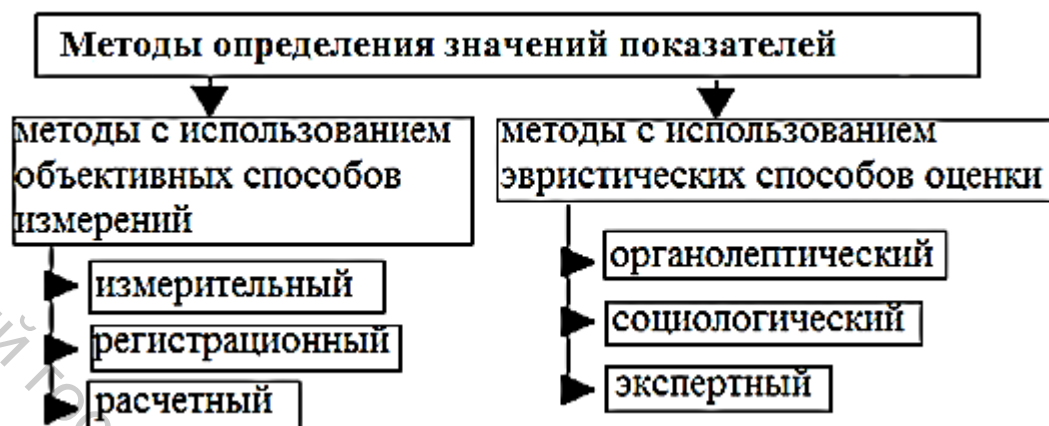 Методы определения значений показателей
методы с использованием
объективных способов
измерений
измерительный
регистрационный
расчетный
методы с использованием
эвристических способов оценки
органолептический
социологический
экспертный